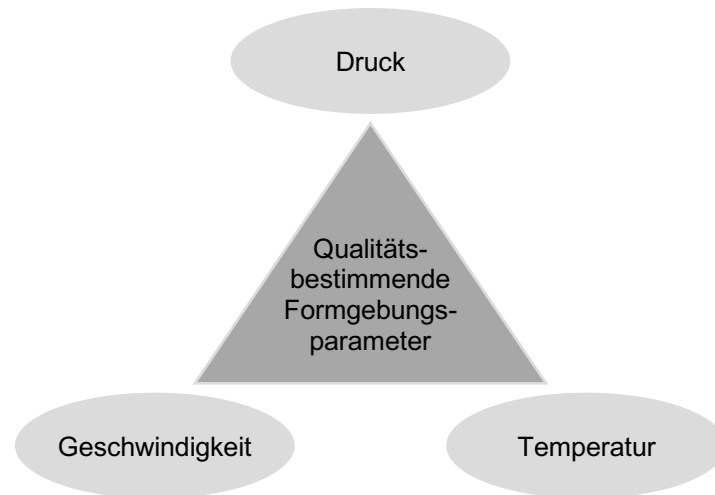 Druck
Qualitäts-
bestimmende
Formgebungs-
parameter
Geschwindigkeit
Temperatur